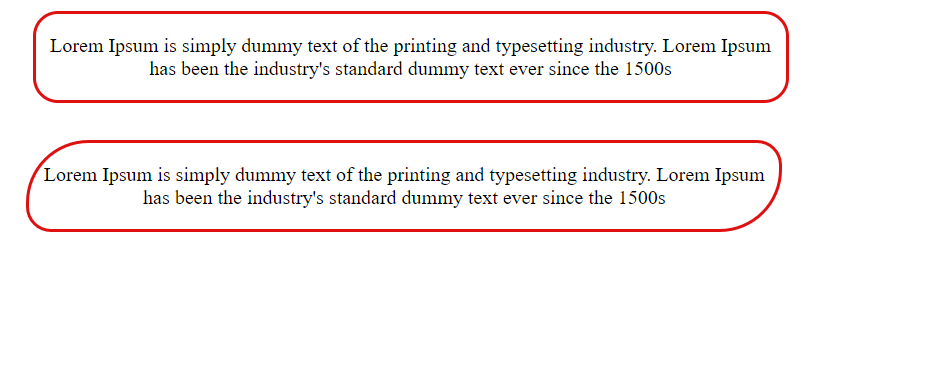 Lorem Ipsum is simply dummy text of the printing and typesetting industry. Lorem Ipsum
has been the industry's standard dummy text ever since the 1500s
Lorem Ipsum is simply dummy text of the printing and typesetting industry. Lorem Ipsum
has been the industry's standard dummy text ever since the 1500s